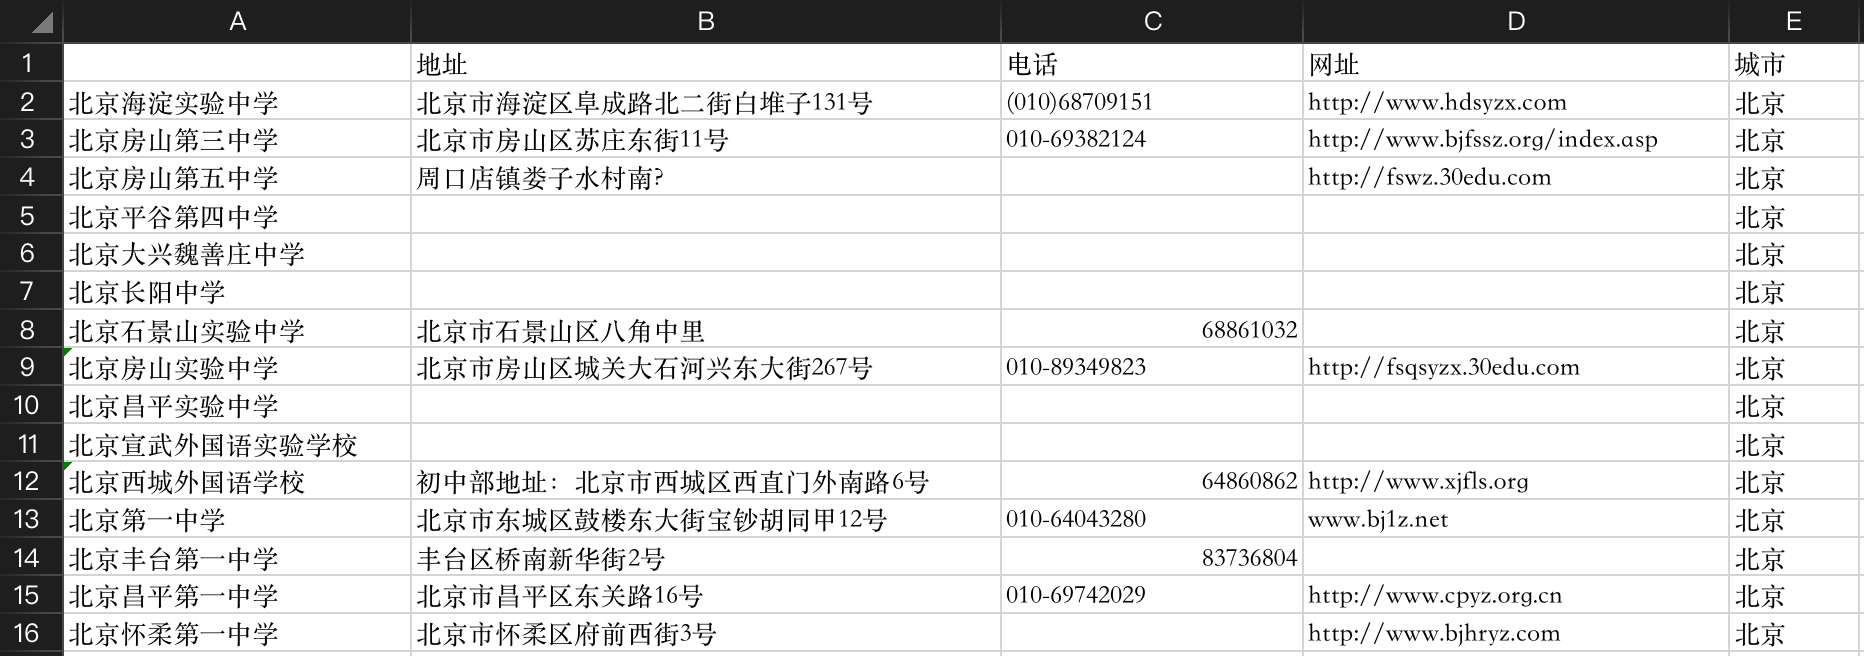 A B C D E
1 地址 电话 网址 城市
2 北京海淀实验中学 北京市海淀区阜成路北二街白堆子131号 (010)68709151 http://www.hdsyzx.com 北京
3 北京房山第三中学 北京市房山区苏庄东街11号 010-69382124 http://www.bjfssz.org/index.asp 北京
4 北京房山第五中学 周口店镇娄子水村南? http://fswz.30edu.com 北京
5 北京平谷第四中学 北京
6 北京大兴魏善庄中学 北京
7 北京长阳中学 北京
8 北京石景山实验中学 北京市石景山区八角中里 68861032 北京
9 北京房山实验中学 北京市房山区城关大石河兴东大街267号 010-89349823 http://fsqsyzx.30edu.com 北京
10 北京昌平实验中学 北京
11 北京宣武外国语实验学校 北京
12 北京西城外国语学校 初中部地址：北京市西城区西直门外南路6号 64860862 http://www.xjfls.org 北京
13 北京第一中学 北京市东城区鼓楼东大街宝钞胡同甲12号 010-64043280 www.bj1z.net 北京
14 北京丰台第一中学 丰台区桥南新华街2号 83736804 北京
15 北京昌平第一中学 北京市昌平区东关路16号 010-69742029 http://www.cpyz.org.cn 北京
16 北京怀柔第一中学 北京市怀柔区府前西街3号 http://www.bjhryz.com 北京